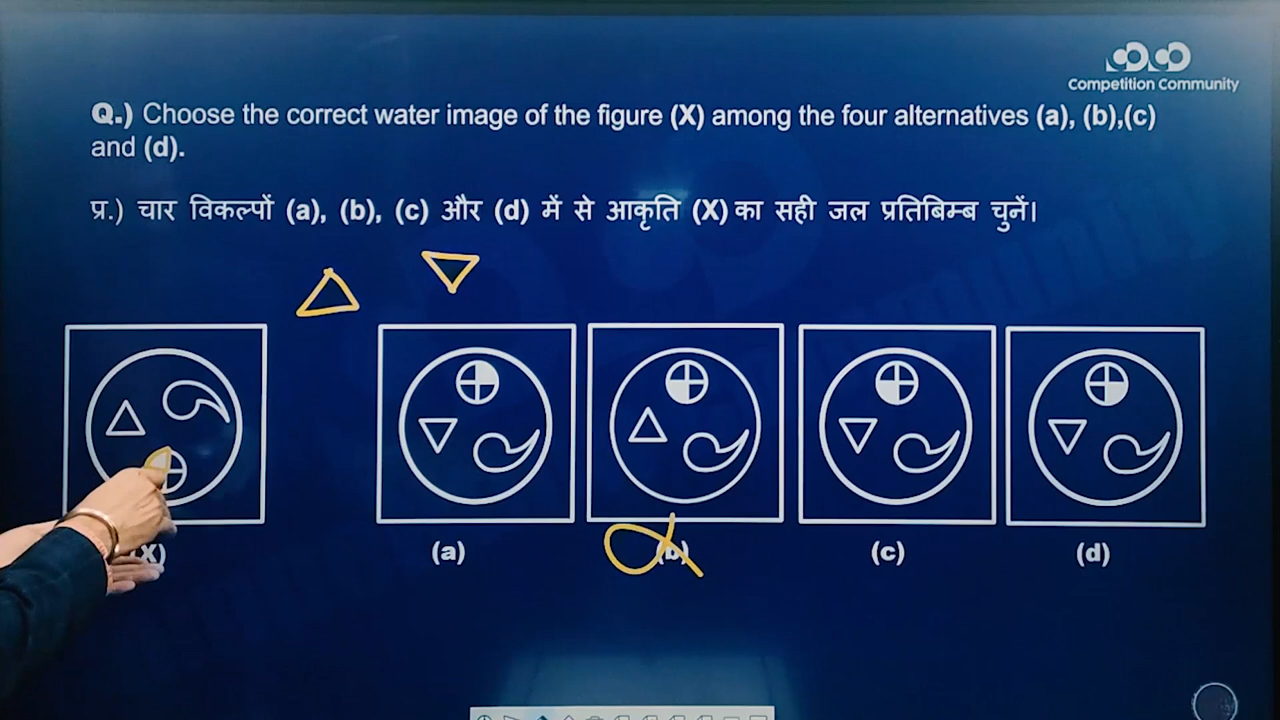 Competition Community
Q.) Choose the correct water image of the figure (X) among the four alternatives (a), (b),(c)
and (d).
प्र.) चार विकल्पों (a), (b), (c) और (d) में से आकृति (X) का सही जल प्रतिबिम्ब चुनें।
(X) (a) (b) (c) (d)